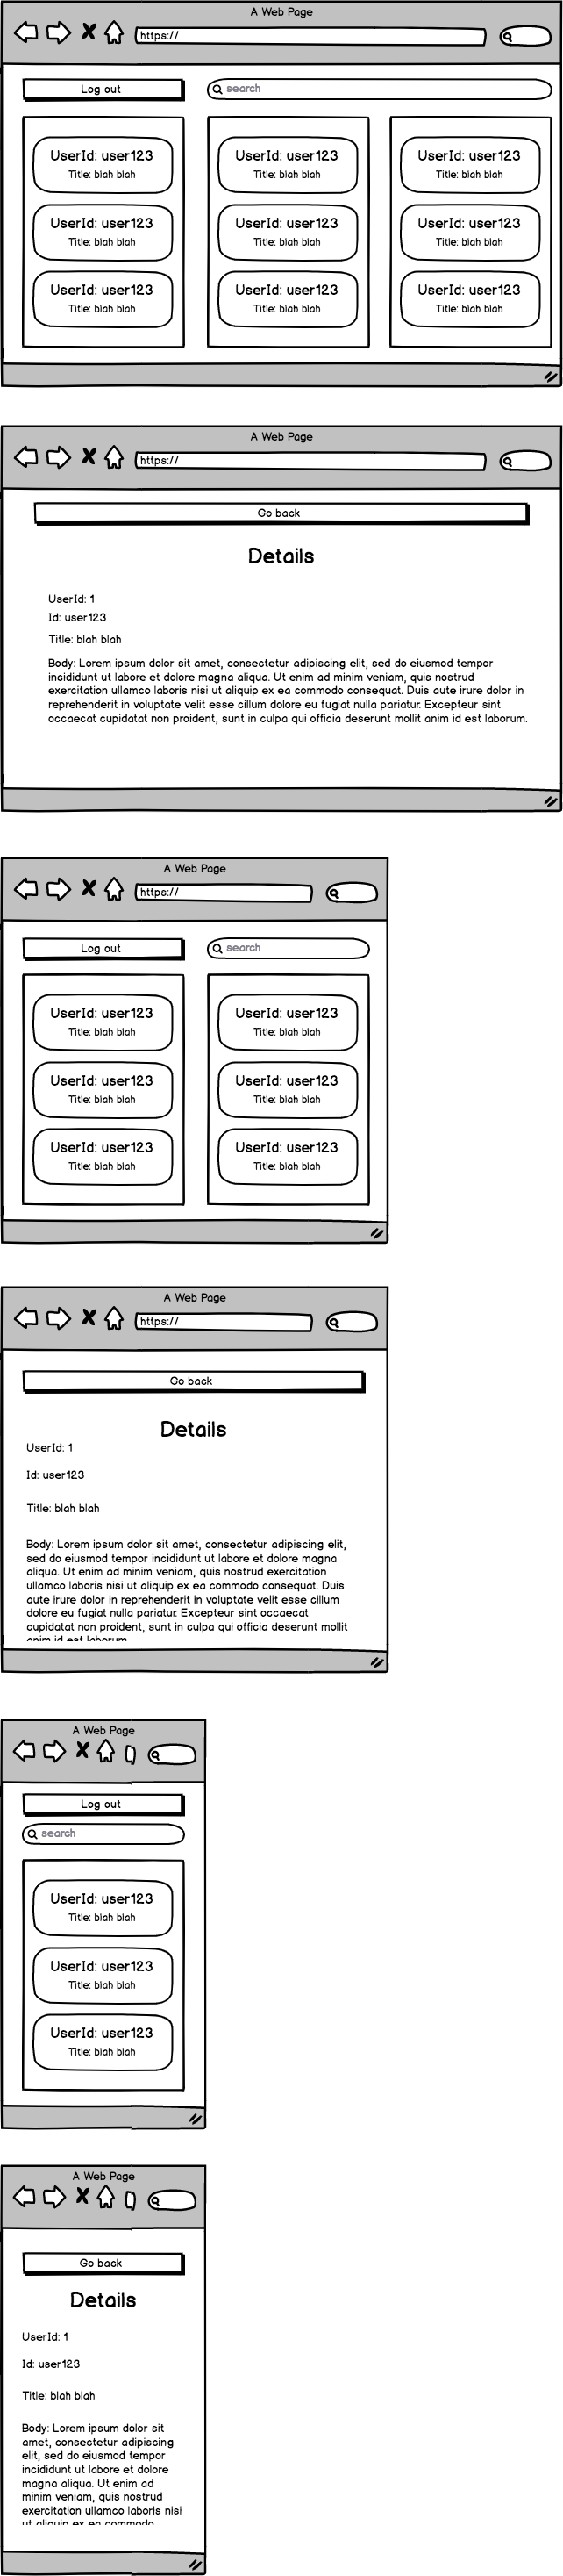 A Web Page
https://
Log out
search
UserId: user123
Title: blah blah
UserId: user123
Title: blah blah
UserId: user123
Title: blah blah
UserId: user123
Title: blah blah
UserId: user123
Title: blah blah
UserId: user123
Title: blah blah
UserId: user123
Title: blah blah
UserId: user123
Title: blah blah
UserId: user123
Title: blah blah
A Web Page
https://
Go back
Details
UserId: 1
Id: user123
Title: blah blah
Body: Lorem ipsum dolor sit amet, consectetur adipiscing elit, sed do eiusmod tempor
incididunt ut labore et dolore magna aliqua. Ut enim ad minim veniam, quis nostrud
exercitation ullamco laboris nisi ut aliquip ex ea commodo consequat. Duis aute irure dolor in
reprehenderit in voluptate velit esse cillum dolore eu fugiat nulla pariatur. Excepteur sint
occaecat cupidatat non proident, sunt in culpa qui officia deserunt mollit anim id est laborum.
A Web Page
https://
Log out
search
UserId: user123
Title: blah blah
UserId: user123
Title: blah blah
UserId: user123
Title: blah blah
UserId: user123
Title: blah blah
UserId: user123
Title: blah blah
UserId: user123
Title: blah blah
A Web Page
https://
Go back
Details
UserId: 1
Id: user123
Title: blah blah
Body: Lorem ipsum dolor sit amet, consectetur adipiscing elit,
sed do eiusmod tempor incididunt ut labore et dolore magna
aliqua. Ut enim ad minim veniam, quis nostrud exercitation
ullamco laboris nisi ut aliquip ex ea commodo consequat. Duis
aute irure dolor in reprehenderit in voluptate velit esse cillum
dolore eu fugiat nulla pariatur. Excepteur sint occaecat
cupidatat non proident, sunt in culpa qui officia deserunt mollit
anim id est laborum.
A Web Page
Log out
search
UserId: user123
Title: blah blah
UserId: user123
Title: blah blah
UserId: user123
Title: blah blah
A Web Page
Go back
Details
UserId: 1
Id: user123
Title: blah blah
Body: Lorem ipsum dolor sit
amet, consectetur adipiscing
elit, sed do eiusmod tempor
incididunt ut labore et dolore
magna aliqua. Ut enim ad
minim veniam, quis nostrud
exercitation ullamco laboris nisi
ut aliquip ex ea commodo